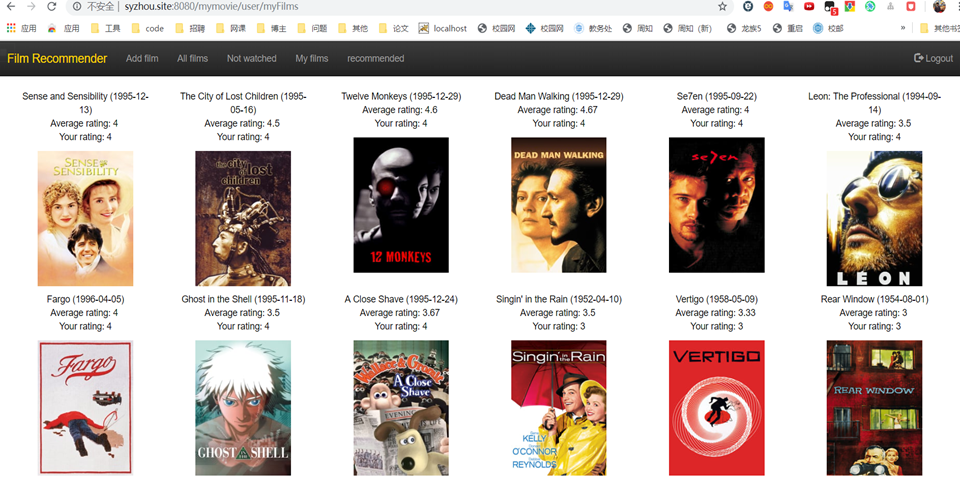 不安全 | syzhou.site:8080/mymovie/user/myFilms
应用 应用 工具 code 招聘 网课 博主 问题 其他 论文 localhost 校园网 校园网 教务处 周知 周知（新） 龙族5 重启 校邮 » 其他书签
Film Recommender Add film All films Not watched My films recommended Logout
Sense and Sensibility (1995-12-
13)
Average rating: 4
Your rating: 4
The City of Lost Children (1995-
05-16)
Average rating: 4.5
Your rating: 4
Twelve Monkeys (1995-12-29)
Average rating: 4.6
Your rating: 4
Dead Man Walking (1995-12-29)
Average rating: 4.67
Your rating: 4
Se7en (1995-09-22)
Average rating: 4
Your rating: 4
Leon: The Professional (1994-09-
14)
Average rating: 3.5
Your rating: 4
SENSE AND
SENSIBILITY
the city
of lost
children
12 MONKEYS
DEAD MAN WALKING
se7en
LEON
Fargo (1996-04-05)
Average rating: 4
Your rating: 4
Ghost in the Shell (1995-11-18)
Average rating: 3.5
Your rating: 4
A Close Shave (1995-12-24)
Average rating: 3.67
Your rating: 4
Singin' in the Rain (1952-04-10)
Average rating: 3.5
Your rating: 3
Vertigo (1958-05-09)
Average rating: 3.33
Your rating: 3
Rear Window (1954-08-01)
Average rating: 3
Your rating: 3
Fargo
GHOST IN THE SHELL
Wallace & Gromit
A Close
Shave
EVENING
Singin' in the Rain
KELLY
O'CONNOR
REYNOLDS
VERTIGO
REAR WINDOW